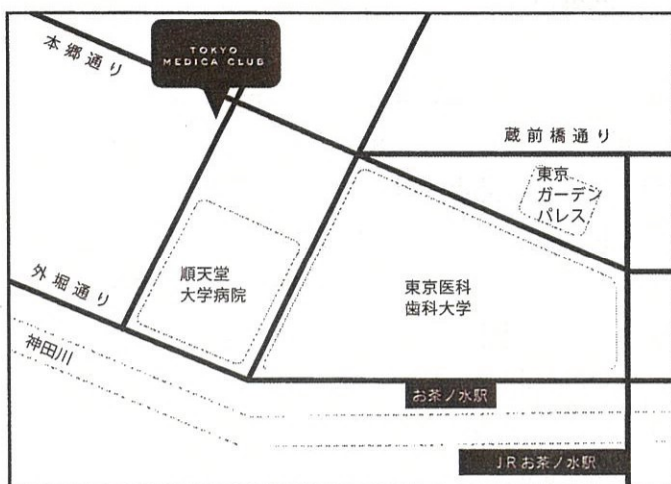 TOKYO
MEDICA CLUB
本郷通り
蔵前橋通り
東京
ガーデン
パレス
順天堂
大学病院
東京医科
歯科大学
外堀通り
神田川
お茶ノ水駅
JRお茶ノ水駅